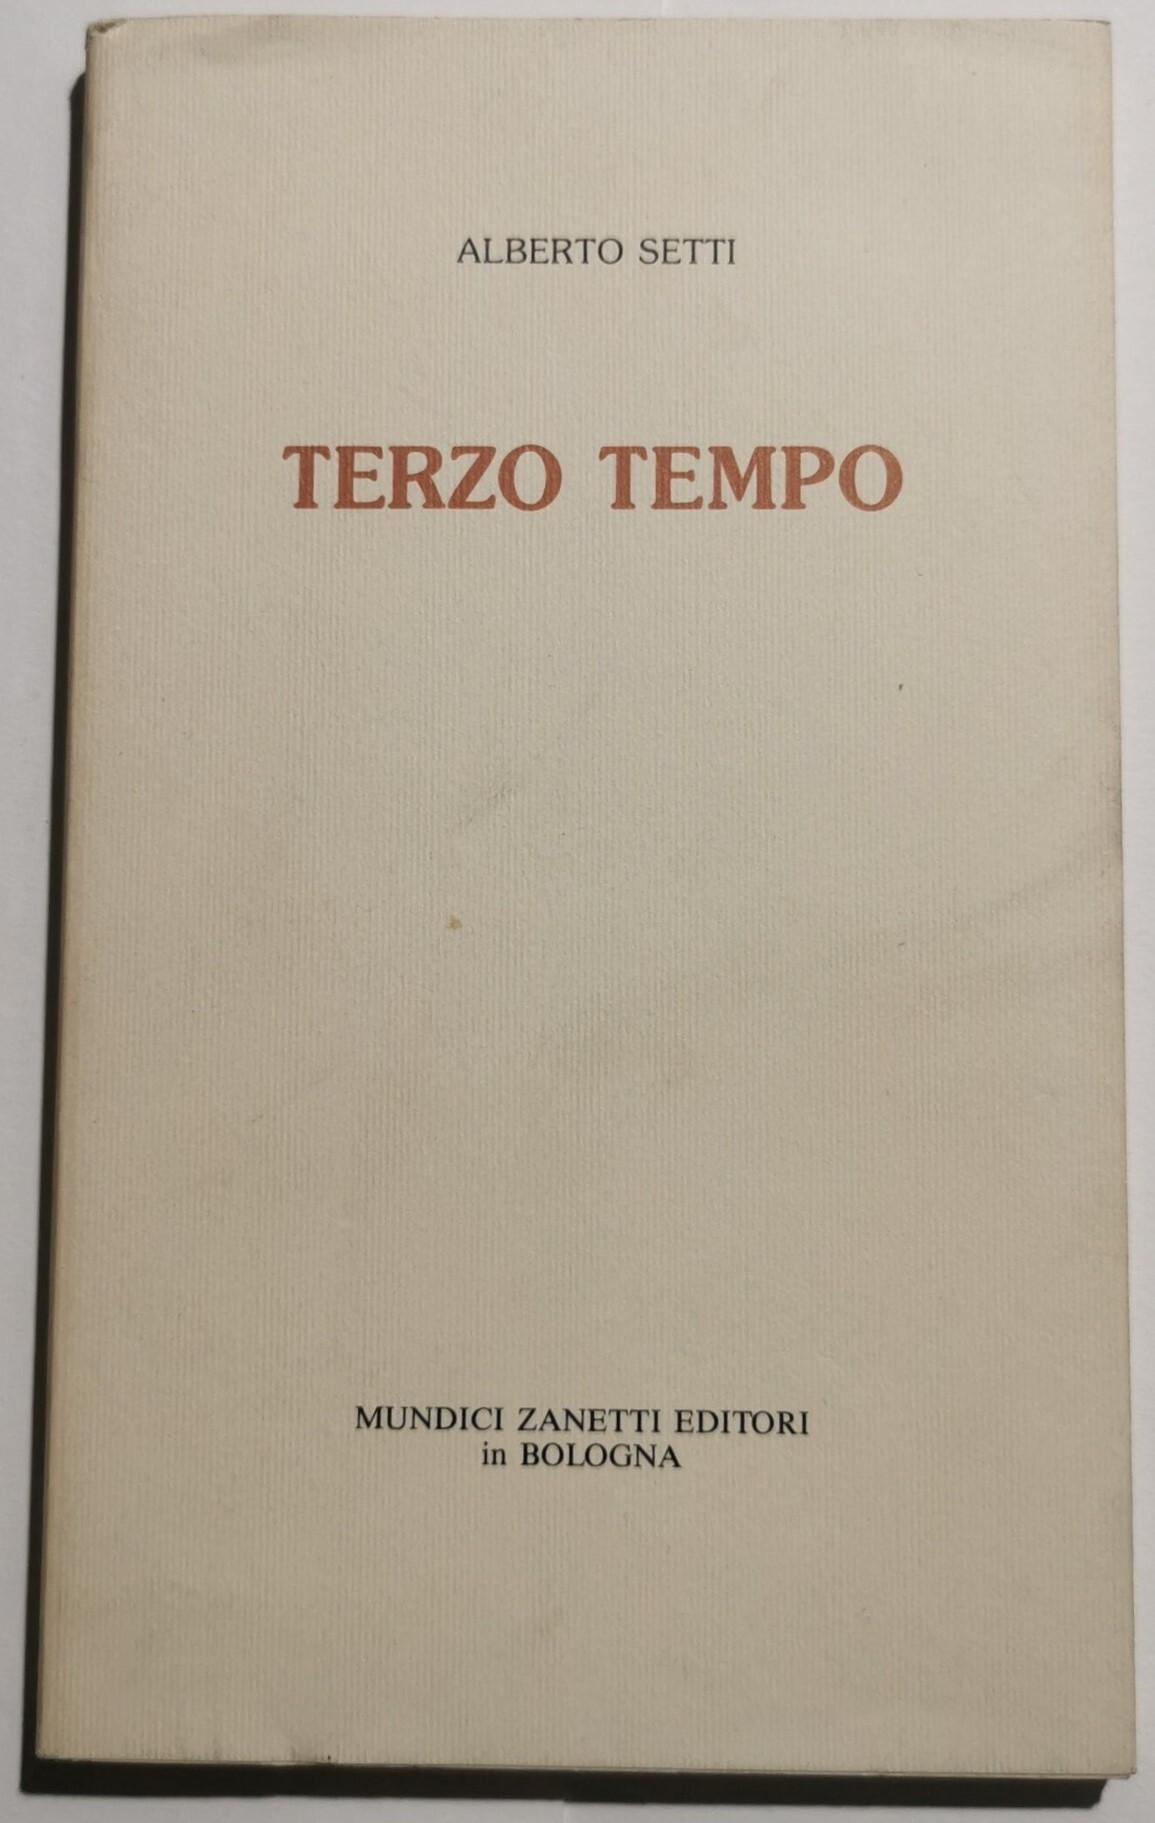 ALBERTO SETTI
TERZO TEMPO
MUNDICI ZANETTI EDITORI
in BOLOGNA